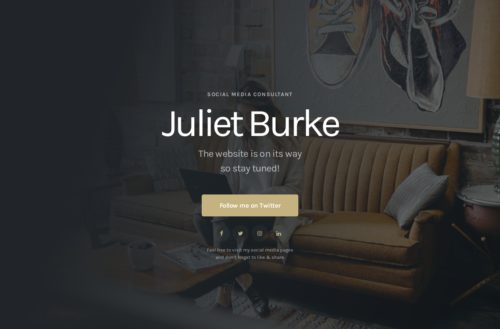 SOCIAL MEDIA CONSULTANT
Juliet Burke
The website is on its way
so stay tuned!
Follow me on Twitter
Feel free to visit my social media pages
and don't forget to like & share